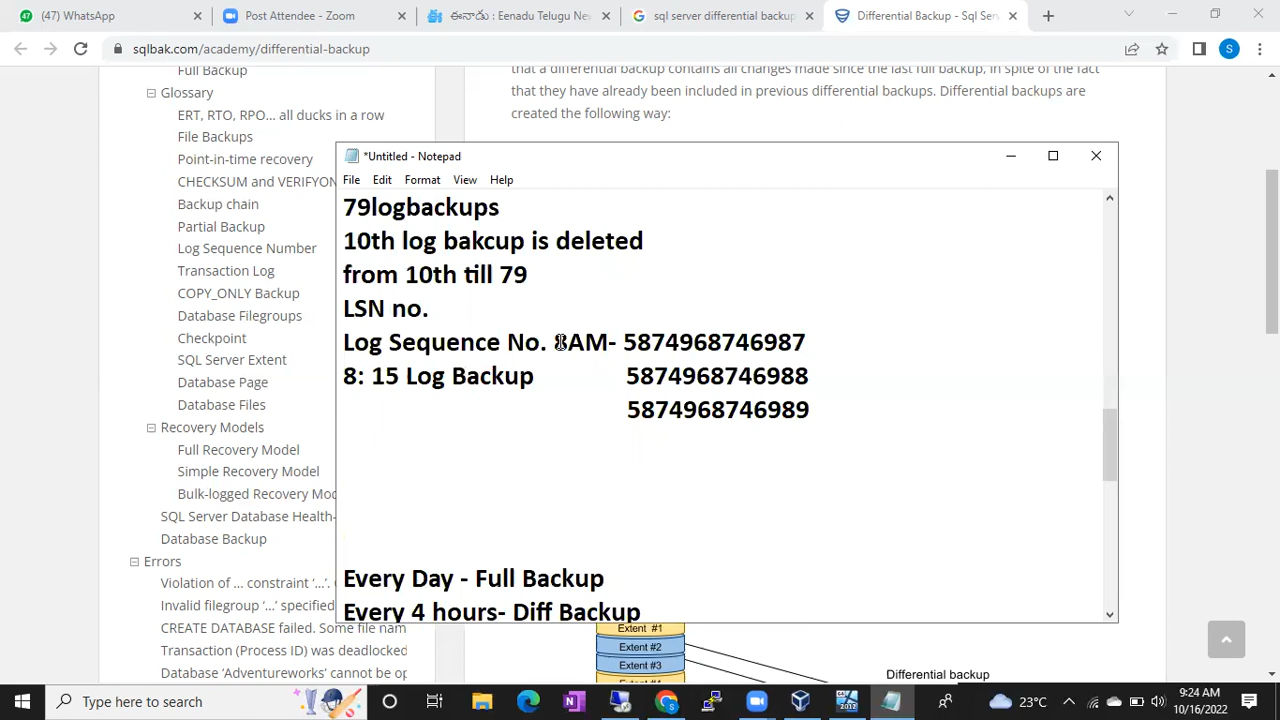 (47) WhatsApp
Post Attendee - Zoom
ఈనాడు : Eenadu Telugu Ne
sql server differential backup
Differential Backup - Sql Ser
sqlbak.com/academy/differential-backup
S
Full Backup
Glossary
ERT, RTO, RPO... all ducks in a row
File Backups
Point-in-time recovery
CHECKSUM and VERIFYON
Backup chain
Partial Backup
Log Sequence Number
Transaction Log
COPY_ONLY Backup
Database Filegroups
Checkpoint
SQL Server Extent
Database Page
Database Files
Recovery Models
Full Recovery Model
Simple Recovery Model
Bulk-logged Recovery Mod
SQL Server Database Health-
Database Backup
Errors
Violation of ... constraint '...'.
Invalid filegroup '...' specified
CREATE DATABASE failed. Some file nam
Transaction (Process ID) was deadlocked
Database 'Adventureworks' cannot be op
that a differential backup contains all changes made since the last full backup, in spite of the fact
that they have already been included in previous differential backups. Differential backups are
created the following way:
*Untitled - Notepad
File Edit Format View Help
79logbackups
10th log bakcup is deleted
from 10th till 79
LSN no.
Log Sequence No. 8AM- 5874968746987
8: 15 Log Backup 5874968746988
5874968746989
Every Day - Full Backup
Every 4 hours- Diff Backup
Extent #1
Extent #2
Extent #3
Differential backup
Type here to search
2012
23°C
9:24 AM
10/16/2022